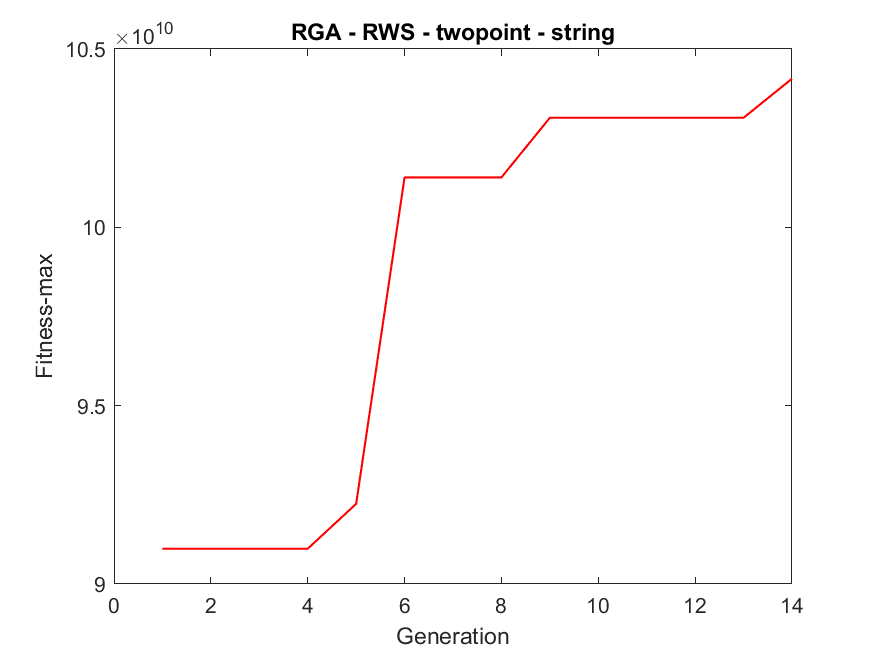 RGA - RWS - twopoint - string
×10^10
10.5
10
9.5
9
Fitness-max
0 2 4 6 8 10 12 14
Generation